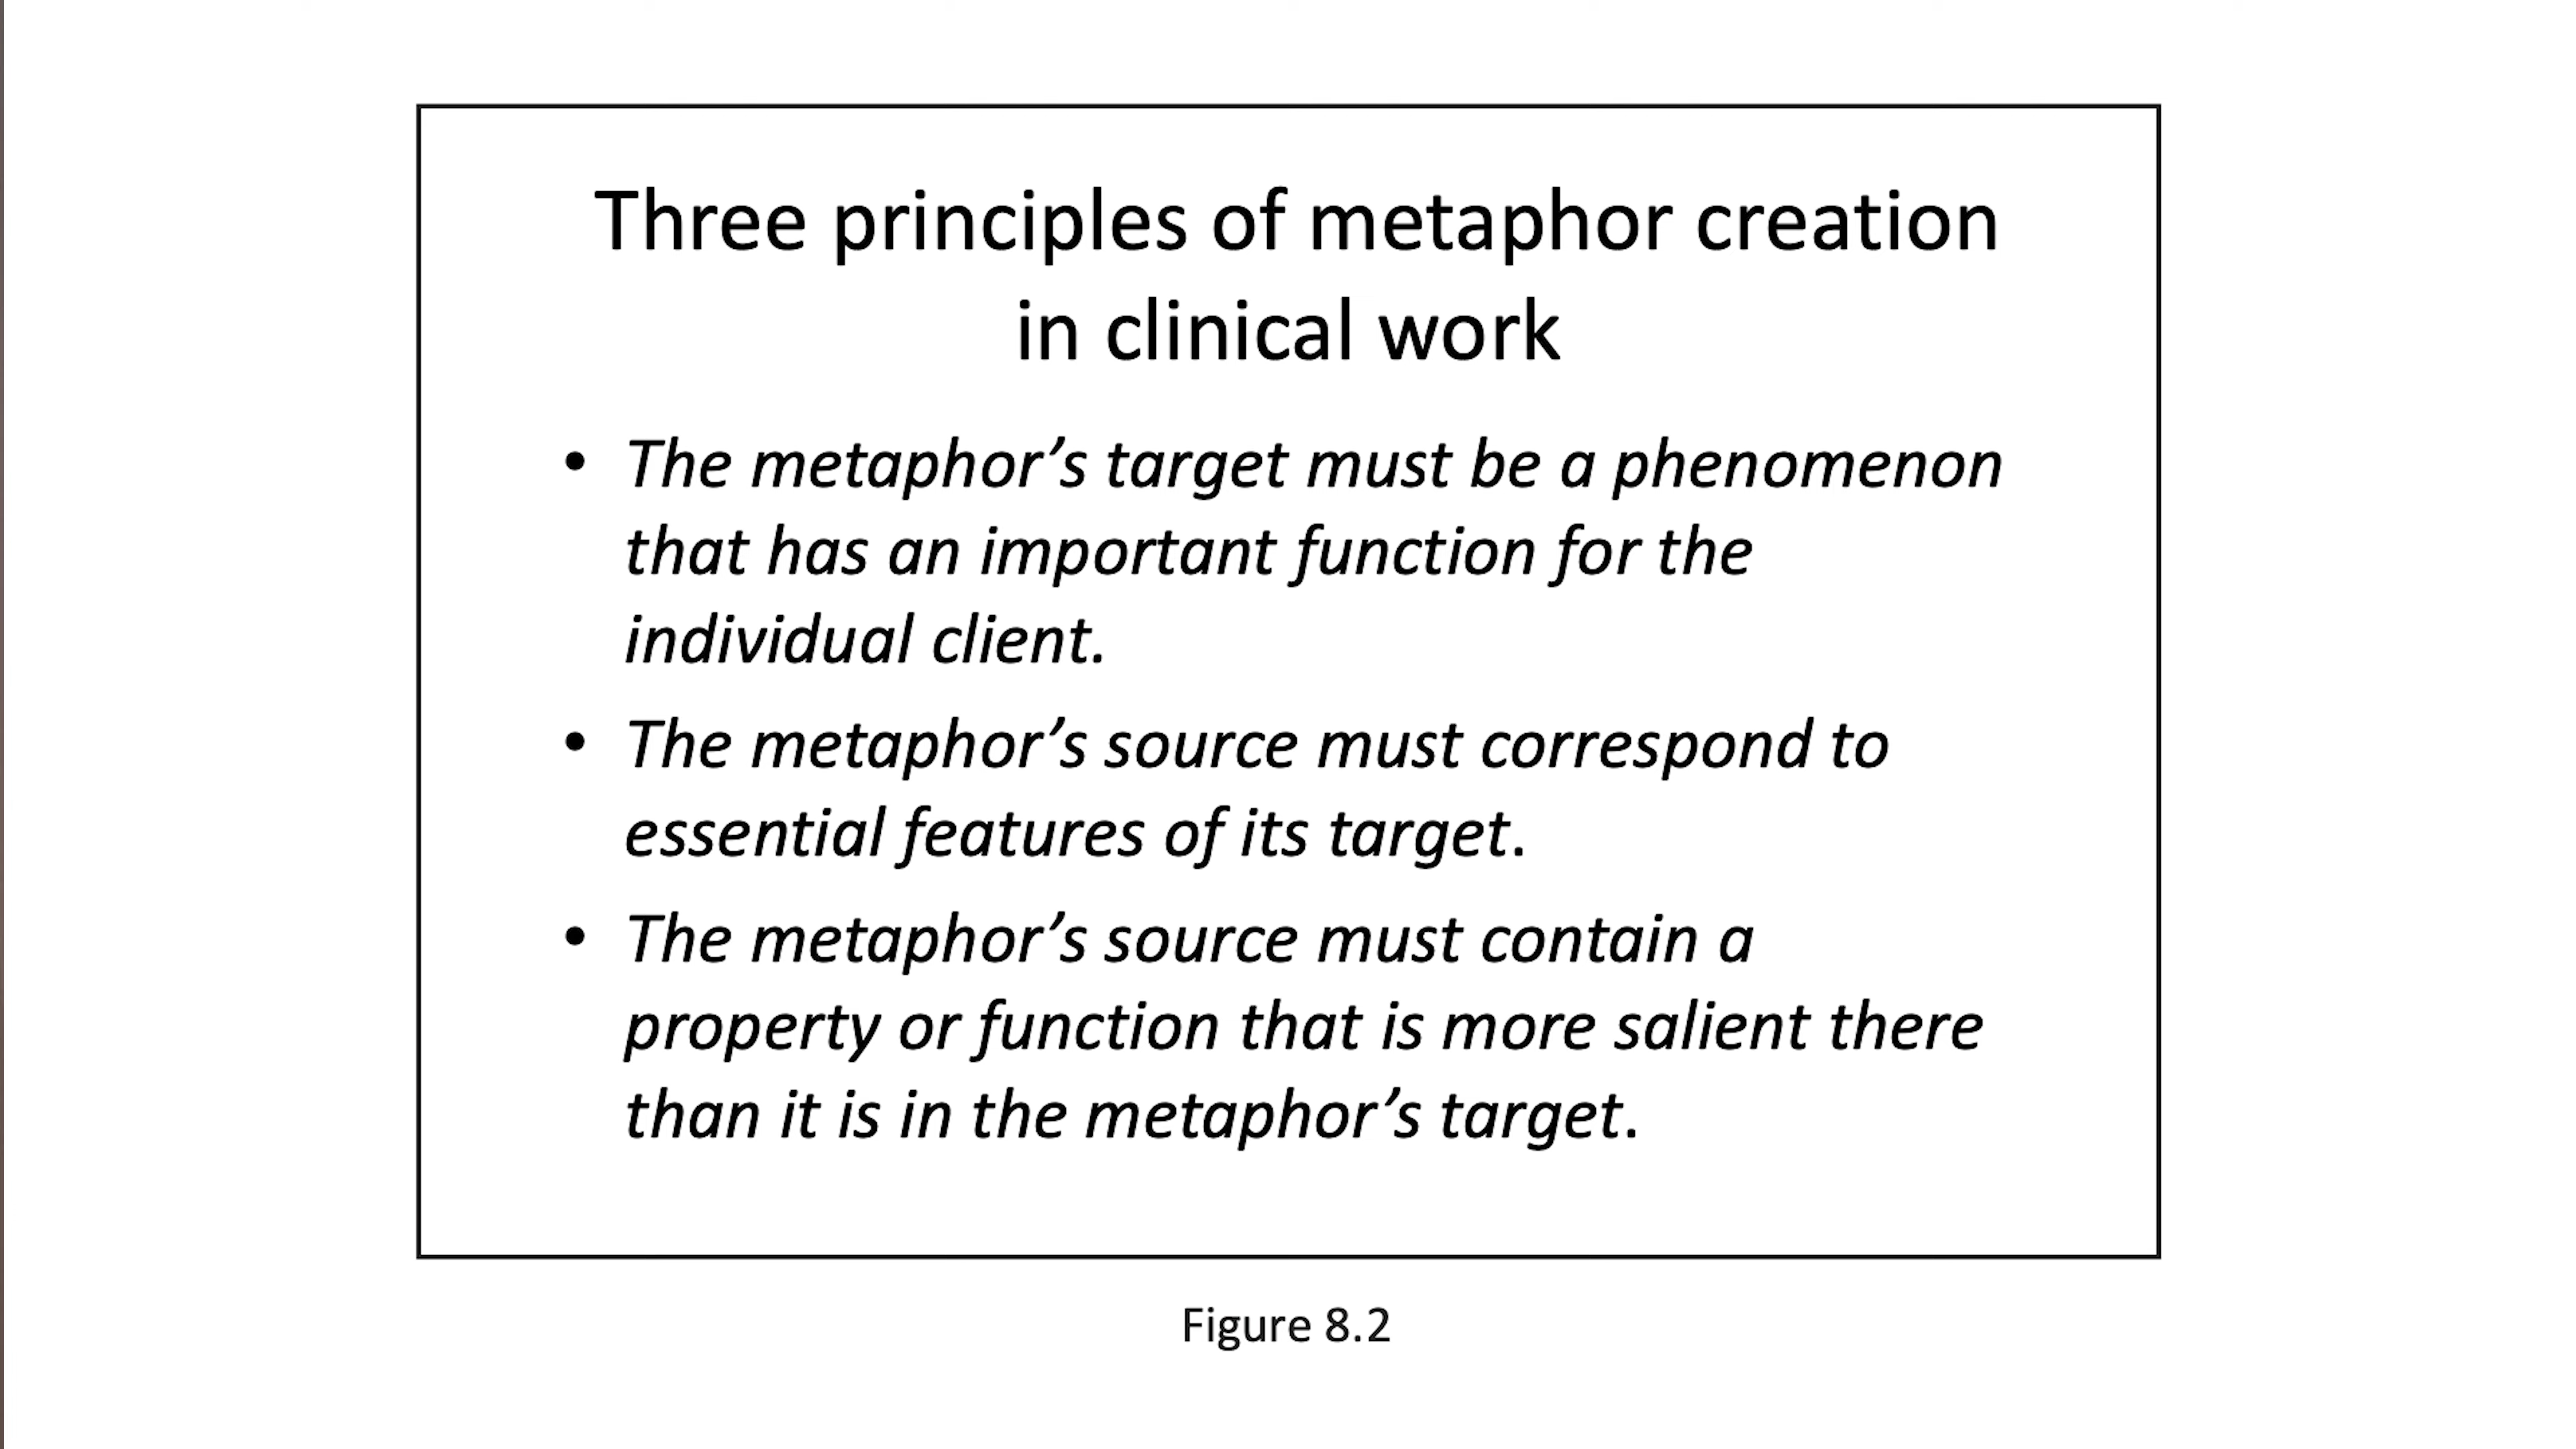 Three principles of metaphor creation
in clinical work
• The metaphor’s target must be a phenomenon
that has an important function for the
individual client.
• The metaphor’s source must correspond to
essential features of its target.
• The metaphor’s source must contain a
property or function that is more salient there
than it is in the metaphor’s target.
Figure 8.2